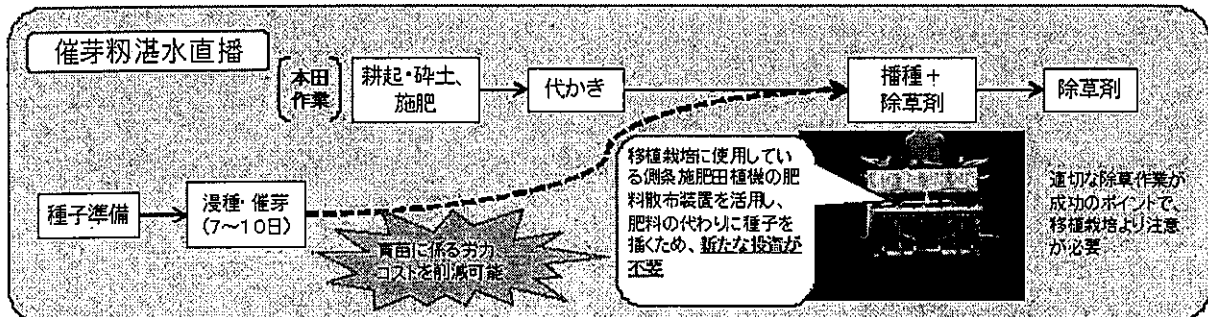 催芽籾湛水直播
本田
作業
耕起・砕土、
施肥
代かき
播種+
除草剤
除草剤
種子準備
浸種・催芽
(7~10日)
育苗に係る労力
コストを削減可能
移植栽培に使用してい
る側条施肥田植機の肥
料散布装置を活用し、
肥料の代わりに種子を
播くため、新たな投資が
不要
適切な除草作業が
成功のポイントで、
移植栽培より注意
が必要